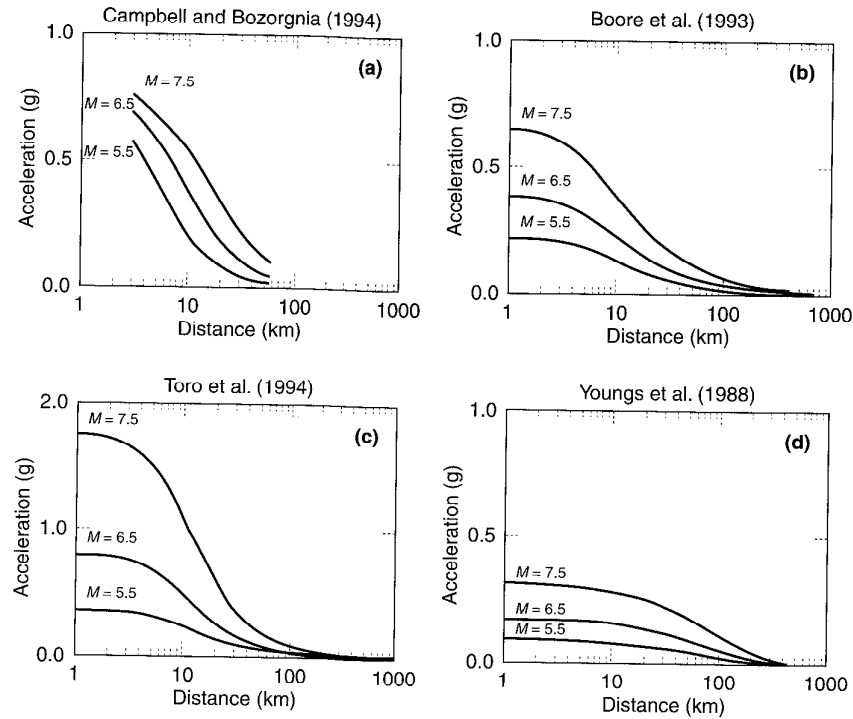 Campbell and Bozorgnia (1994)
1.0
(a)
M = 7.5
M = 6.5
M = 5.5
0.5
0.0
Acceleration (g)
1 10 100 1000
Distance (km)
Boore et al. (1993)
1.0
(b)
M = 7.5
0.5
M = 6.5
M = 5.5
0.0
Acceleration (g)
1 10 100 1000
Distance (km)
Toro et al. (1994)
2.0
M = 7.5
(c)
1.0
M = 6.5
M = 5.5
0.0
Acceleration (g)
1 10 100 1000
Distance (km)
Youngs et al. (1988)
1.0
(d)
0.5
M = 7.5
M = 6.5
M = 5.5
0.0
Acceleration (g)
1 10 100 1000
Distance (km)